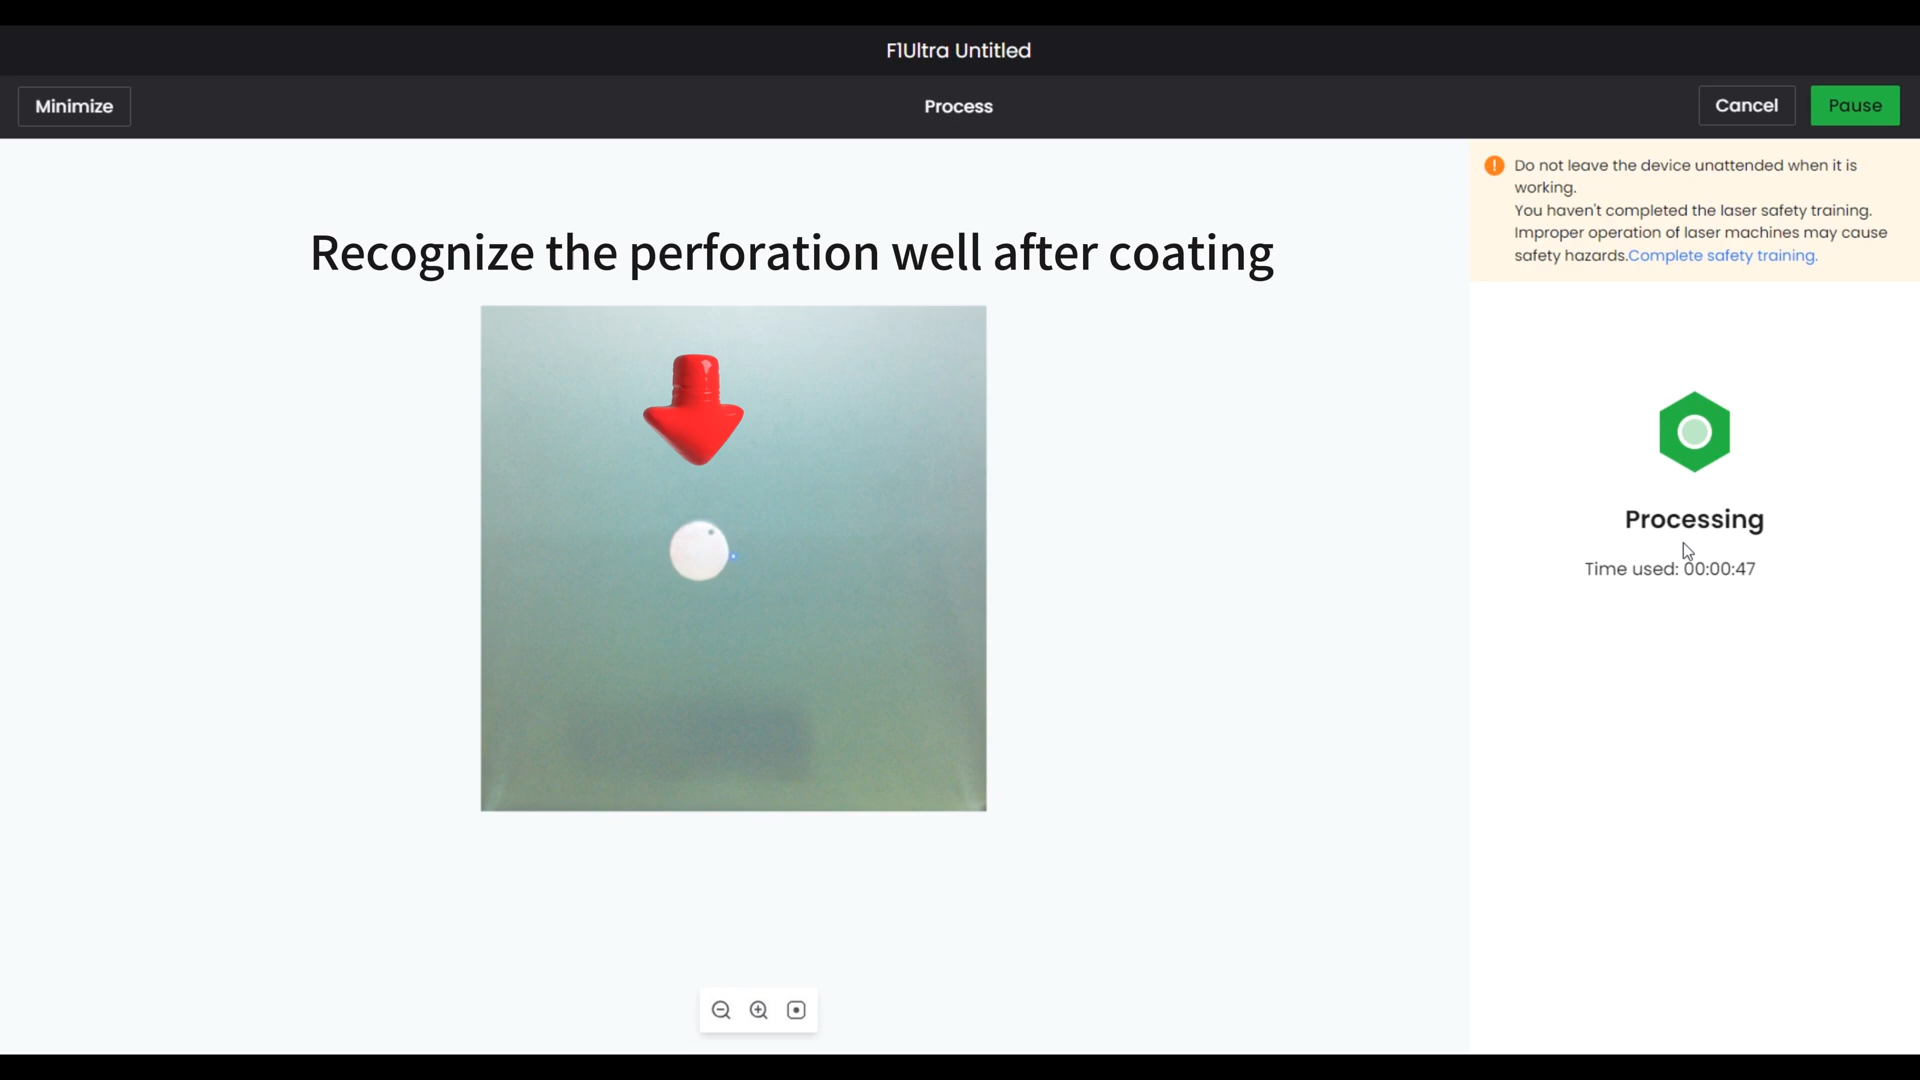 F1Ultra Untitled
Minimize
Process
Cancel
Pause
Do not leave the device unattended when it is
working.
You haven't completed the laser safety training.
Improper operation of laser machines may cause
safety hazards.Complete safety training.
Recognize the perforation well after coating
Processing
Time used: 00:00:47